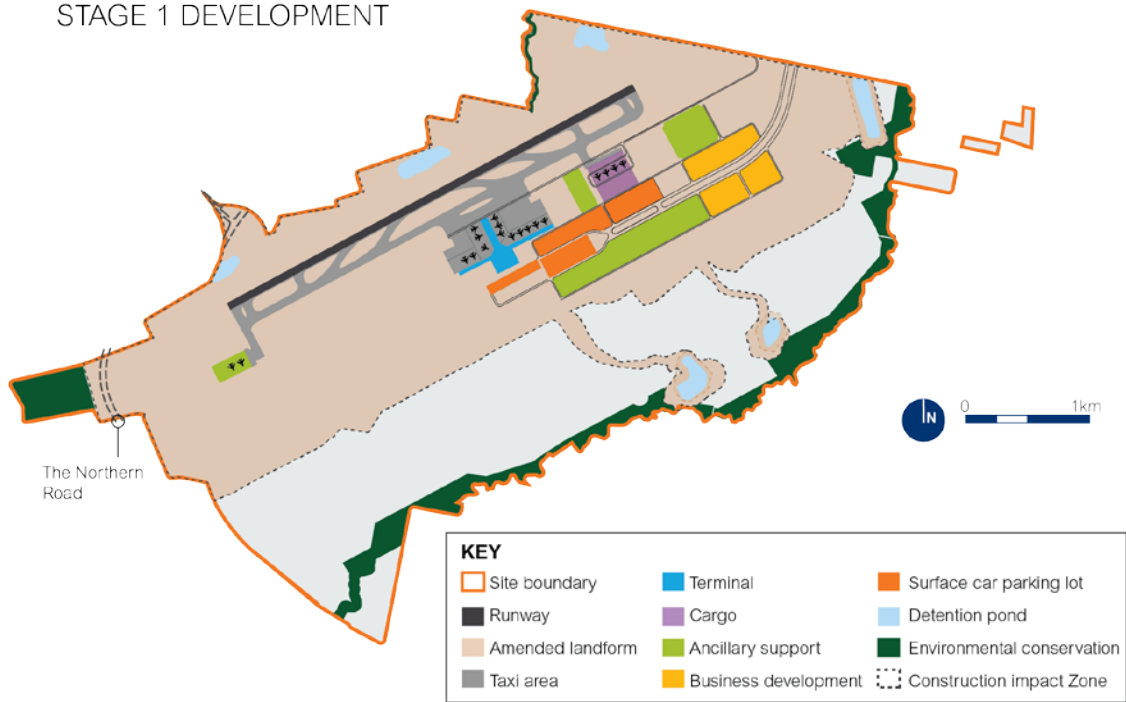 STAGE 1 DEVELOPMENT
The Northern
Road
N
0
1km
KEY
Site boundary
Terminal
Surface car parking lot
Runway
Cargo
Detention pond
Amended landform
Ancillary support
Environmental conservation
Taxi area
Business development
Construction impact Zone